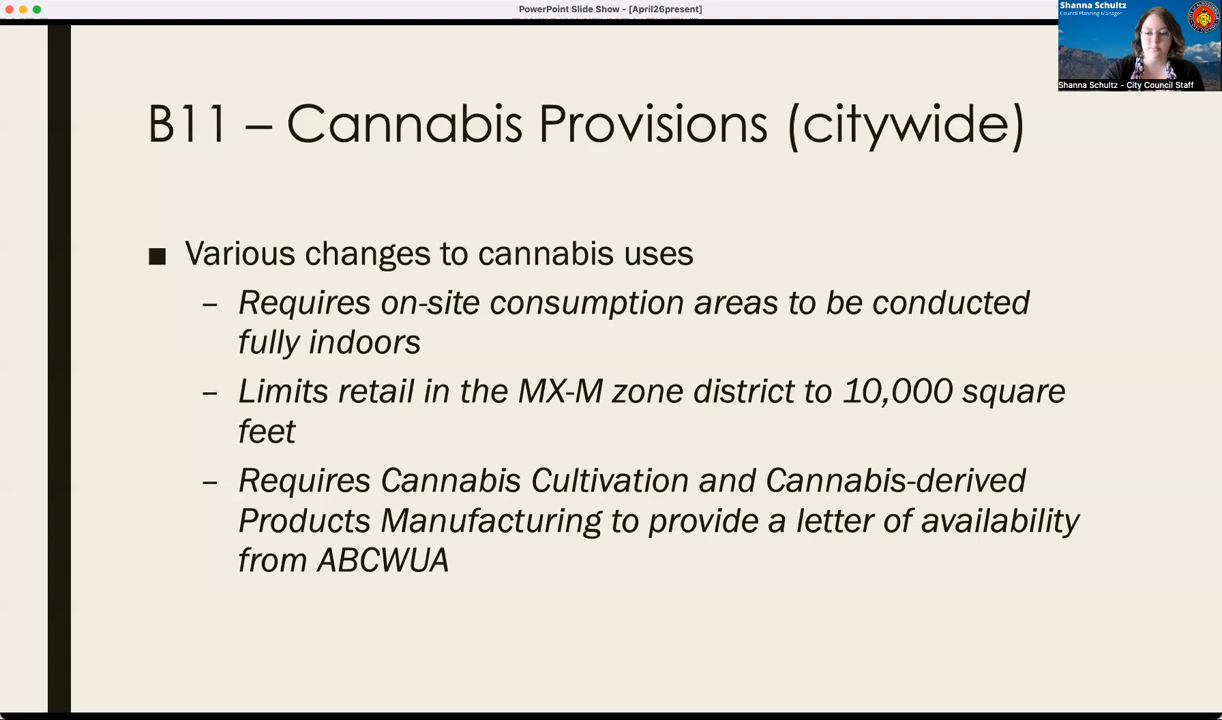 PowerPoint Slide Show - [April26present]
Shanna Schultz
Council Planning Manager
Shanna Schultz - City Council Staff
B11 – Cannabis Provisions (citywide)
■ Various changes to cannabis uses
– Requires on-site consumption areas to be conducted
fully indoors
– Limits retail in the MX-M zone district to 10,000 square
feet
– Requires Cannabis Cultivation and Cannabis-derived
Products Manufacturing to provide a letter of availability
from ABCWUA